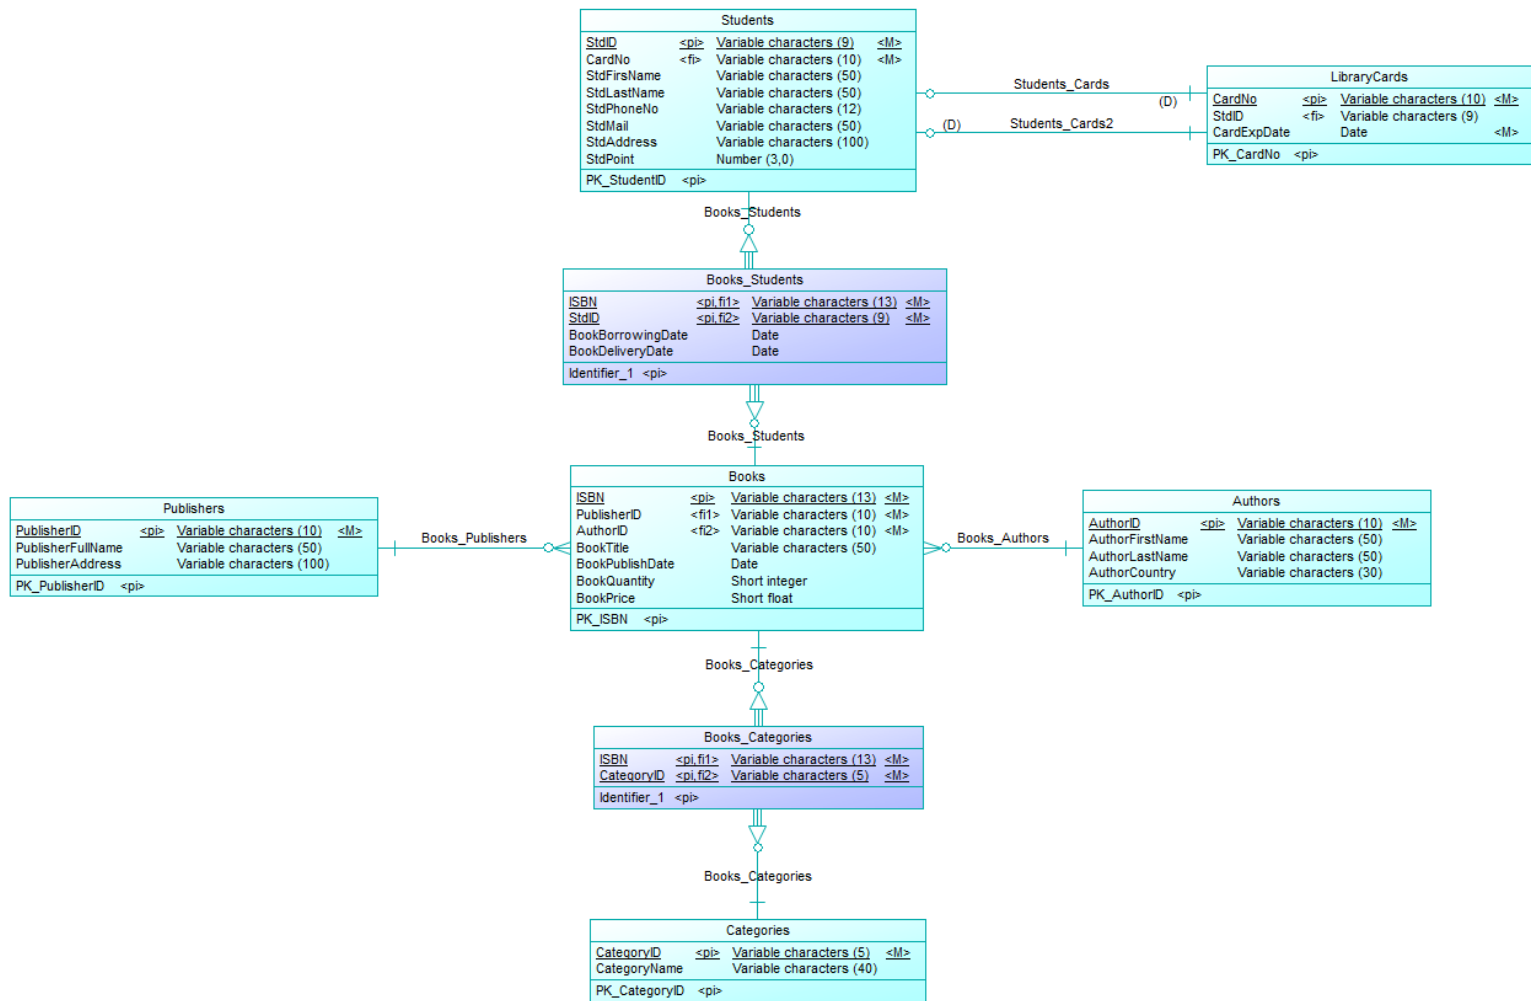 Students
StdID <pi> Variable characters (9) <M>
CardNo <fi> Variable characters (10) <M>
StdFirsName Variable characters (50)
StdLastName Variable characters (50)
StdPhoneNo Variable characters (12)
StdMail Variable characters (50)
StdAddress Variable characters (100)
StdPoint Number (3,0)
PK_StudentID <pi>
Students_Cards
(D)
(D)
Students_Cards2
LibraryCards
CardNo <pi> Variable characters (10) <M>
StdID <fi> Variable characters (9)
CardExpDate Date <M>
PK_CardNo <pi>
Books_Students
Books_Students
ISBN <pi,fi1> Variable characters (13) <M>
StdID <pi,fi2> Variable characters (9) <M>
BookBorrowingDate Date
BookDeliveryDate Date
Identifier_1 <pi>
Books_Students
Publishers
PublisherID <pi> Variable characters (10) <M>
PublisherFullName Variable characters (50)
PublisherAddress Variable characters (100)
PK_PublisherID <pi>
Books_Publishers
Books
ISBN <pi> Variable characters (13) <M>
PublisherID <fi1> Variable characters (10) <M>
AuthorID <fi2> Variable characters (10) <M>
BookTitle Variable characters (50)
BookPublishDate Date
BookQuantity Short integer
BookPrice Short float
PK_ISBN <pi>
Books_Authors
Authors
AuthorID <pi> Variable characters (10) <M>
AuthorFirstName Variable characters (50)
AuthorLastName Variable characters (50)
AuthorCountry Variable characters (30)
PK_AuthorID <pi>
Books_Categories
Books_Categories
ISBN <pi,fi1> Variable characters (13) <M>
CategoryID <pi,fi2> Variable characters (5) <M>
Identifier_1 <pi>
Books_Categories
Categories
CategoryID <pi> Variable characters (5) <M>
CategoryName Variable characters (40)
PK_CategoryID <pi>